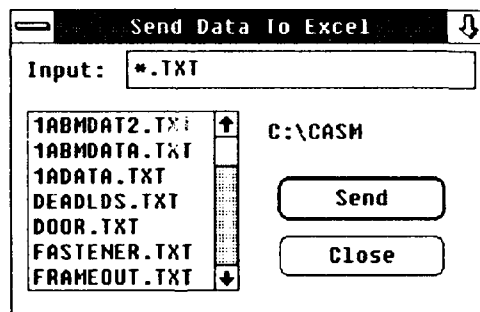 Send Data To Excel
Input: *.TXT
1ABMDAT2.TXT
1ABMDATA.TXT
1ADATA.TXT
DEADLDS.TXT
DOOR.TXT
FASTENER.TXT
FRAMEOUT.TXT
C:\CASM
Send
Close